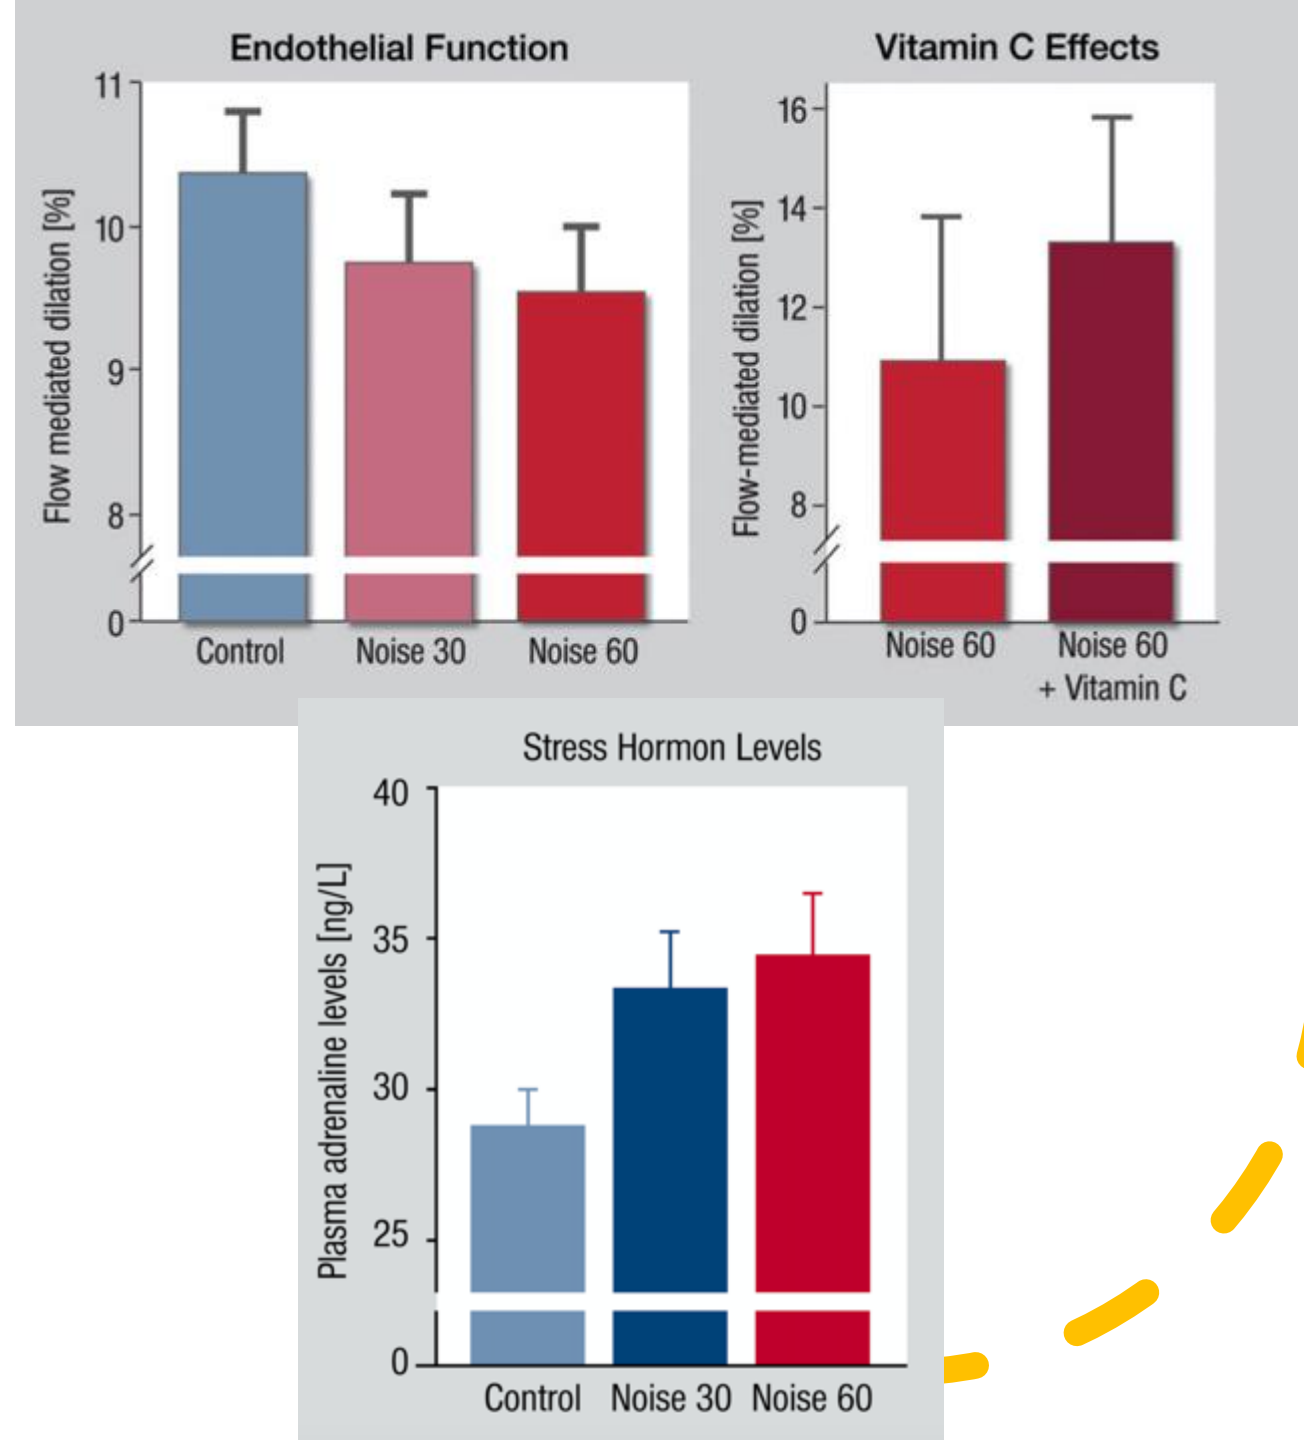 Endothelial Function
Flow mediated dilation [%]
11
10
9
8
0
Control
Noise 30
Noise 60
Vitamin C Effects
Flow-mediated dilation [%]
16
14
12
10
8
0
Noise 60
Noise 60
+ Vitamin C
Stress Hormon Levels
Plasma adrenaline levels [ng/L]
40
35
30
25
0
Control
Noise 30
Noise 60